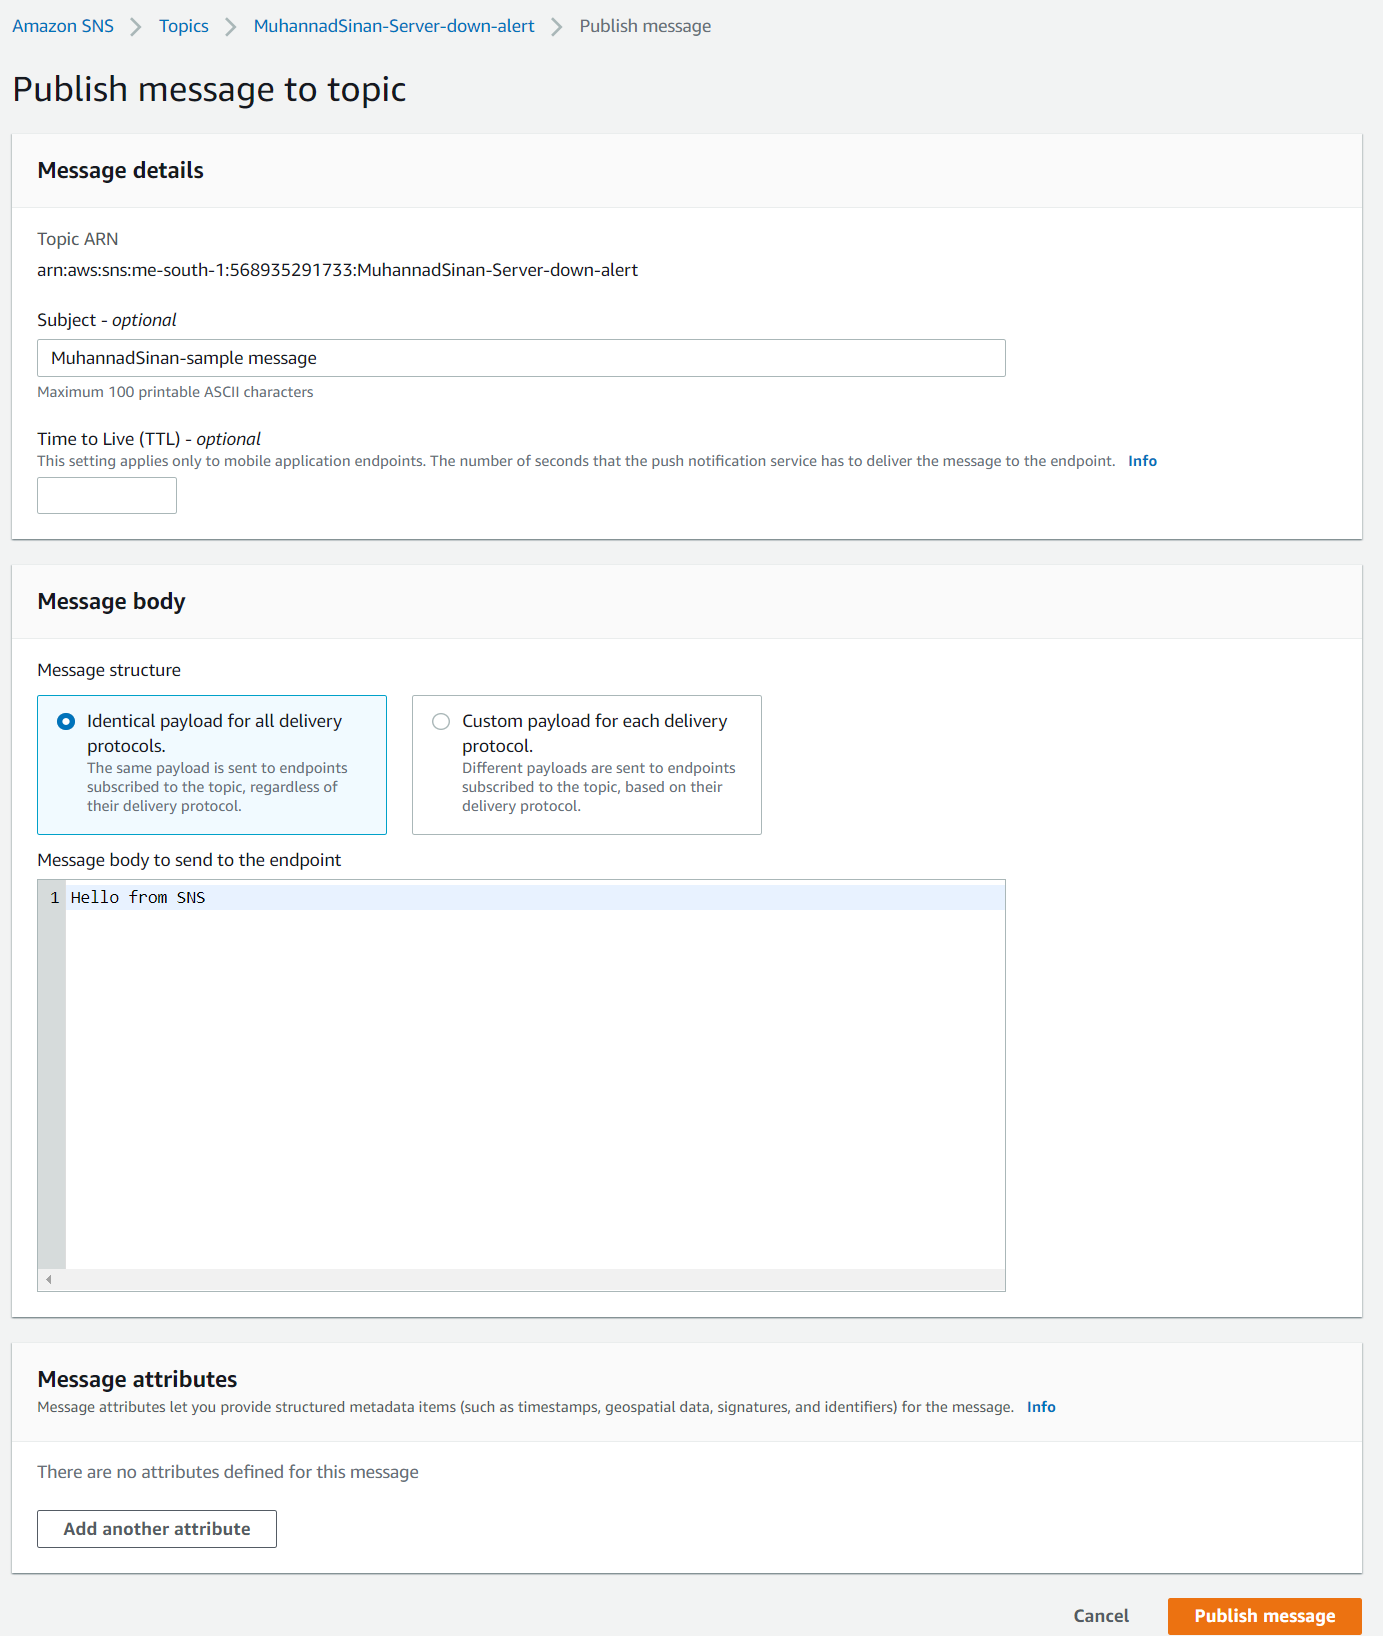 Amazon SNS > Topics > MuhannadSinan-Server-down-alert > Publish message
Publish message to topic
Message details
Topic ARN
arn:aws:sns:me-south-1:568935291733:MuhannadSinan-Server-down-alert
Subject - optional
MuhannadSinan-sample message
Maximum 100 printable ASCII characters
Time to Live (TTL) - optional
This setting applies only to mobile application endpoints. The number of seconds that the push notification service has to deliver the message to the endpoint. Info
Message body
Message structure
Identical payload for all delivery
protocols.
The same payload is sent to endpoints
subscribed to the topic, regardless of
their delivery protocol.
Custom payload for each delivery
protocol.
Different payloads are sent to endpoints
subscribed to the topic, based on their
delivery protocol.
Message body to send to the endpoint
1 Hello from SNS
Message attributes
Message attributes let you provide structured metadata items (such as timestamps, geospatial data, signatures, and identifiers) for the message. Info
There are no attributes defined for this message
Add another attribute
Cancel Publish message